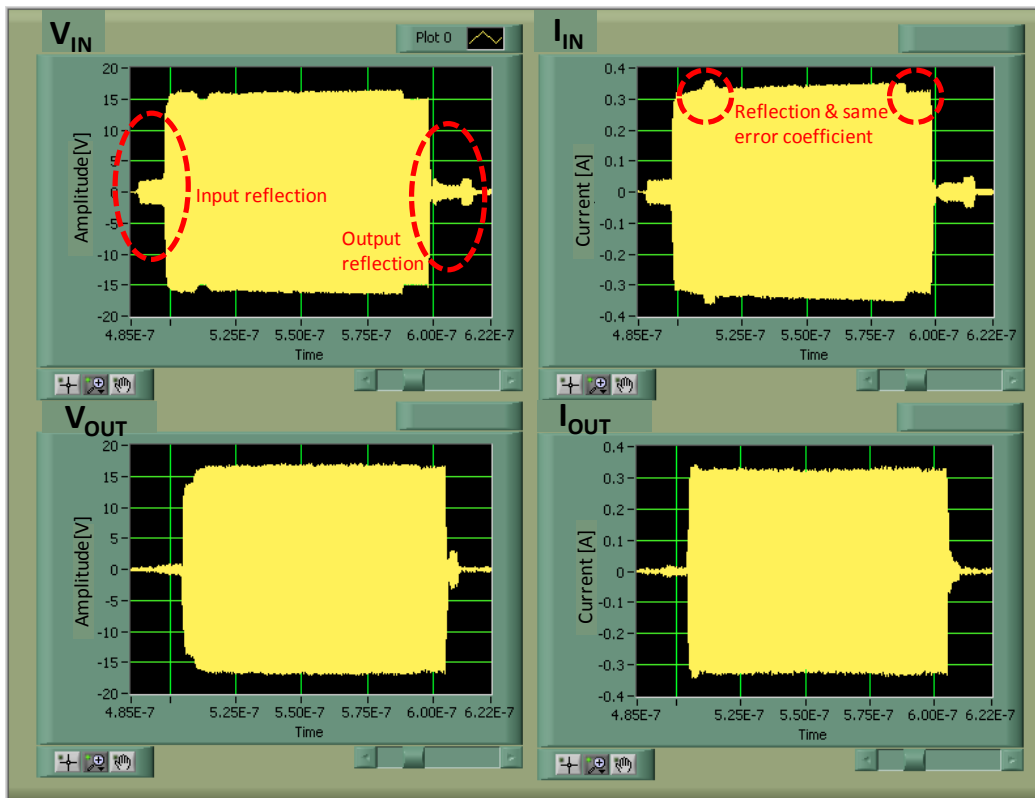 VIN
Plot 0
Amplitude[V]
20
15
10
5
0
-5
-10
-15
-20
Input reflection
Output
reflection
4.85E-7
5.25E-7
5.50E-7
5.75E-7
6.00E-7
6.22E-7
Time
IIN
Current [A]
0.4
0.3
0.2
0.1
0
-0.1
-0.2
-0.3
-0.4
Reflection & same
error coefficient
4.85E-7
5.25E-7
5.50E-7
5.75E-7
6.00E-7
6.22E-7
Time
VOUT
Amplitude[V]
20
15
10
5
0
-5
-10
-15
-20
4.85E-7
5.25E-7
5.50E-7
5.75E-7
6.00E-7
6.22E-7
Time
IOUT
Current [A]
0.4
0.3
0.2
0.1
0
-0.1
-0.2
-0.3
-0.4
4.85E-7
5.25E-7
5.50E-7
5.75E-7
6.00E-7
6.22E-7
Time